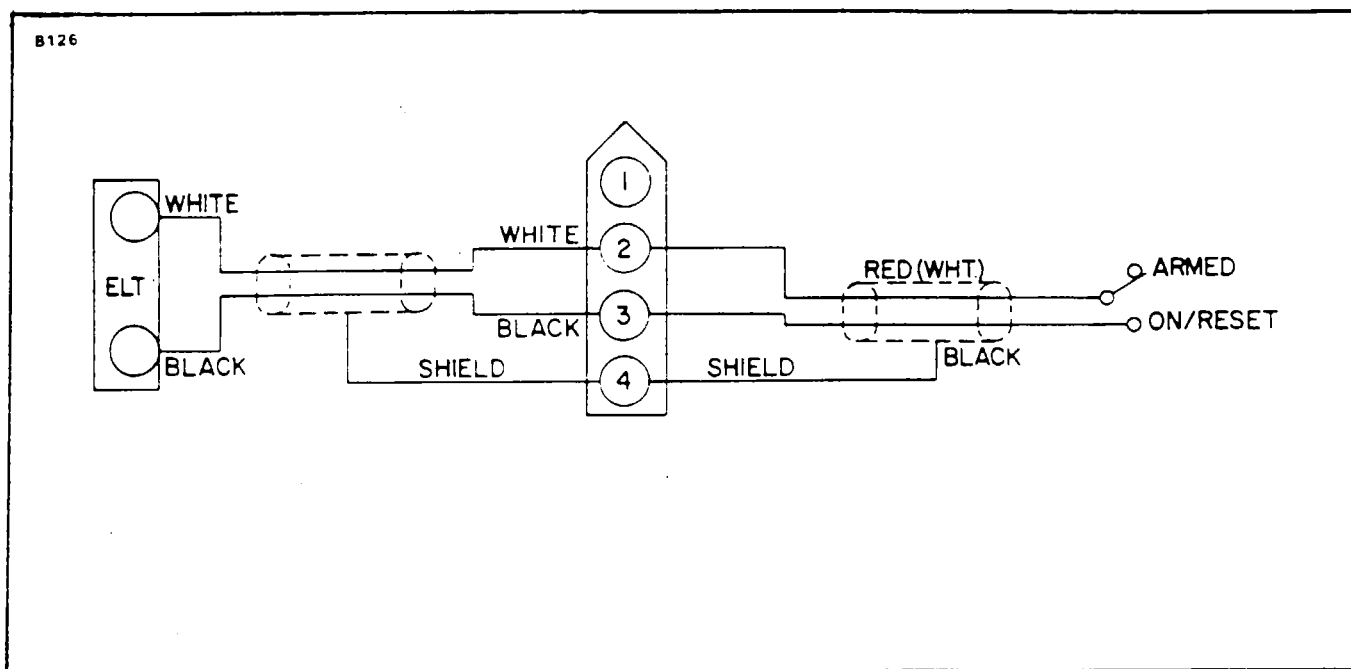 B126
WHITE
ELT
BLACK
WHITE
BLACK
SHIELD
1
2
3
4
SHIELD
RED (WHT.)
BLACK
ARMED
ON/RESET